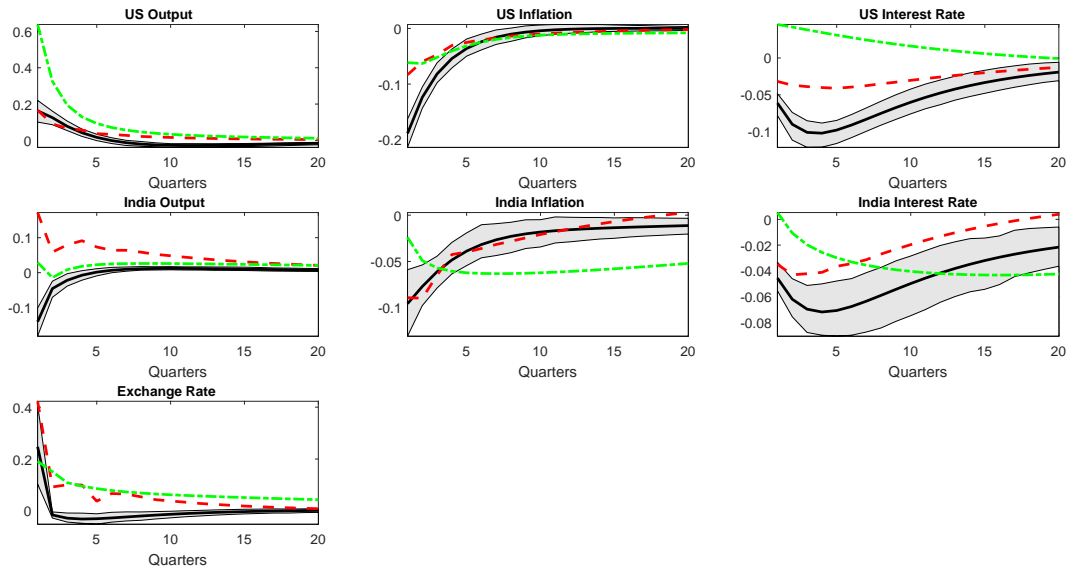 US Output
0.6
0.4
0.2
0
5 10 15 20
Quarters
US Inflation
0
-0.1
-0.2
5 10 15 20
Quarters
US Interest Rate
0
-0.05
-0.1
5 10 15 20
Quarters
India Output
0.1
0
-0.1
5 10 15 20
Quarters
India Inflation
0
-0.05
-0.1
5 10 15 20
Quarters
India Interest Rate
0
-0.02
-0.04
-0.06
-0.08
5 10 15 20
Quarters
Exchange Rate
0.4
0.2
0
5 10 15 20
Quarters